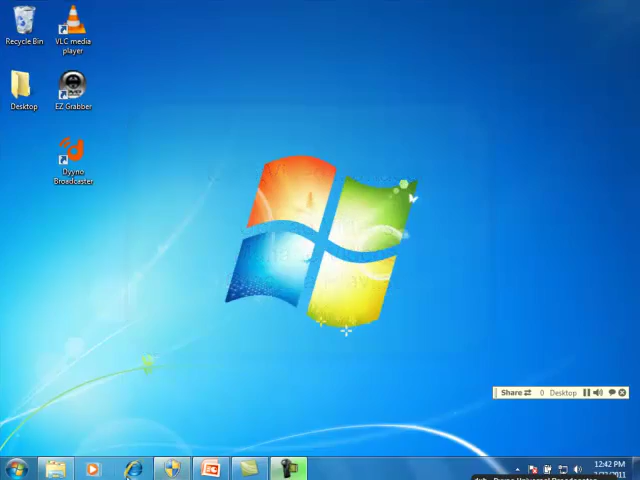 Recycle Bin
VLC media
player
Desktop
EZ Grabber
Dyyno
Broadcaster
Share
0
Desktop
12:42 PM